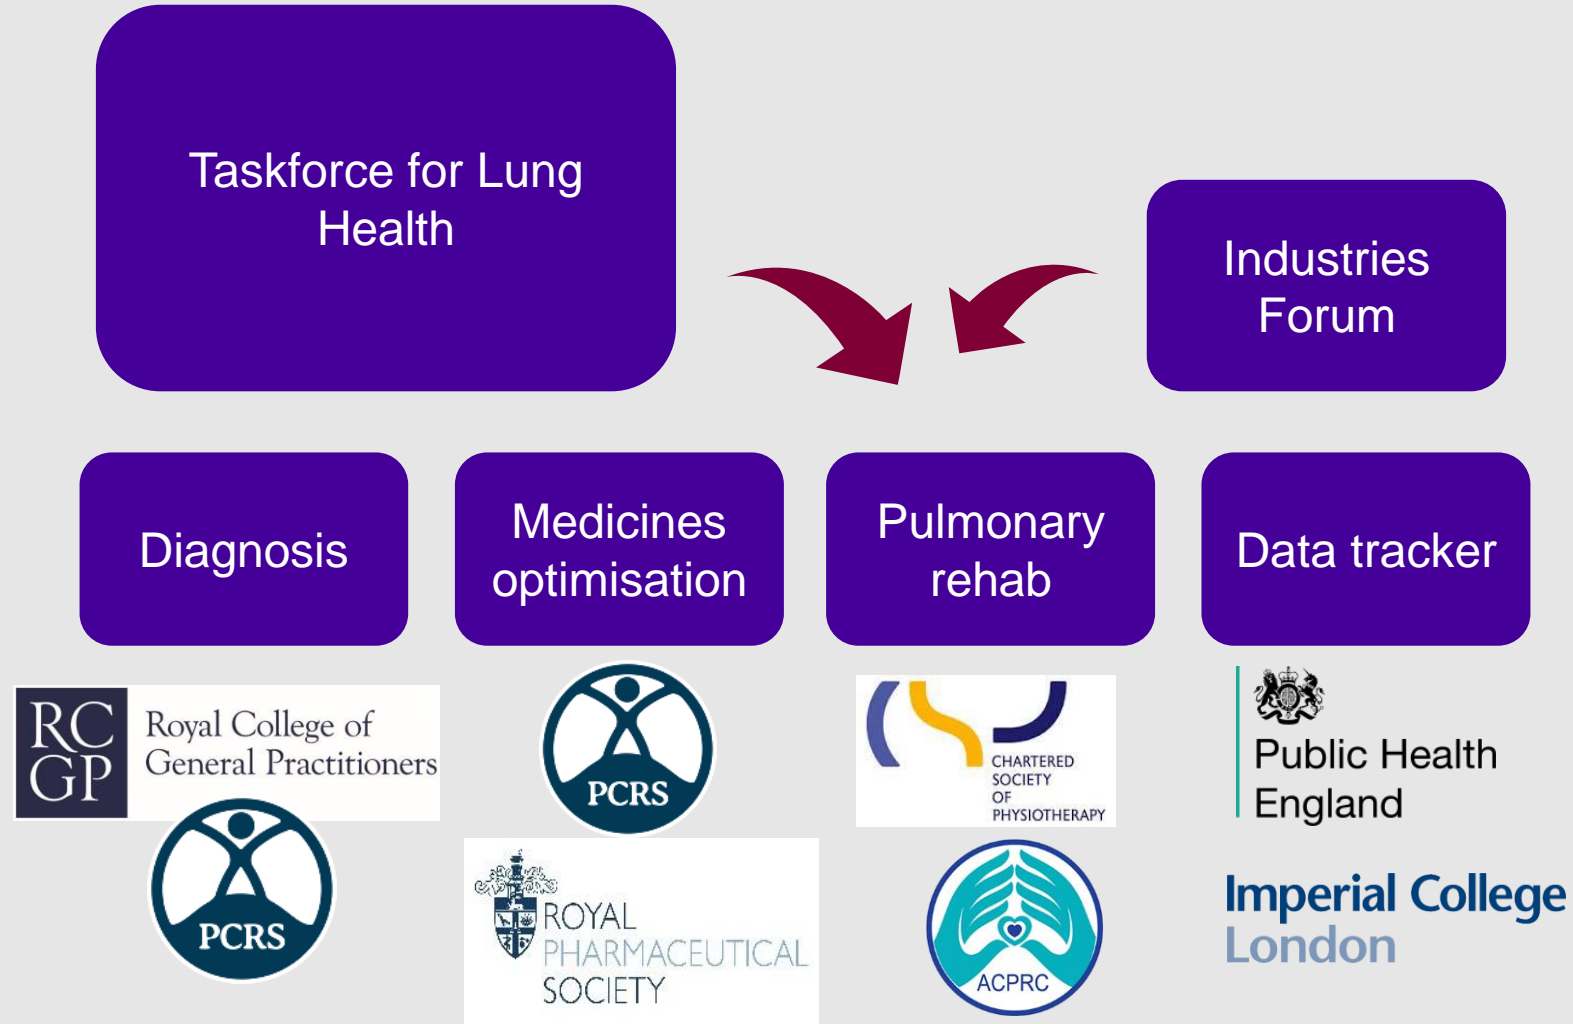 Taskforce for Lung
Health
Industries
Forum
Diagnosis
Medicines
optimisation
Pulmonary
rehab
Data tracker
RC
GP
Royal College of
General Practitioners
PCRS
PCRS
ROYAL
PHARMACEUTICAL
SOCIETY
CHARTERED
SOCIETY
OF
PHYSIOTHERAPY
ACPRC
Public Health
England
Imperial College
London